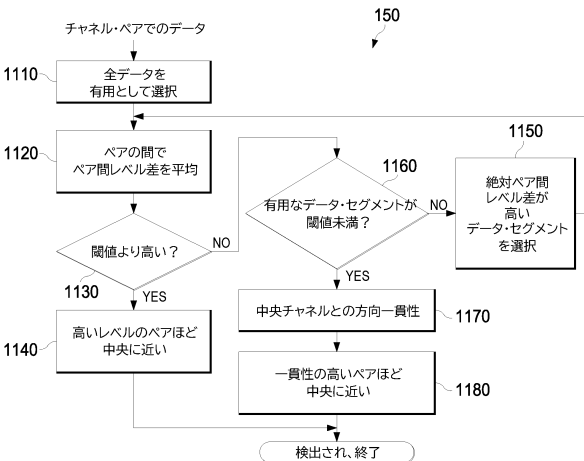 チャネル・ペアでのデータ
150
1110
全データを
有用として選択
1120
ペアの間で
ペア間レベル差を平均
閾値より高い?
NO
1130
YES
1140
高いレベルのペアほど
中央に近い
1160
有用なデータ・セグメントが
閾値未満?
NO
YES
1150
絶対ペア間
レベル差が
高い
データ・セグメント
を選択
1170
中央チャネルとの方向一貫性
1180
一貫性の高いペアほど
中央に近い
検出され、終了